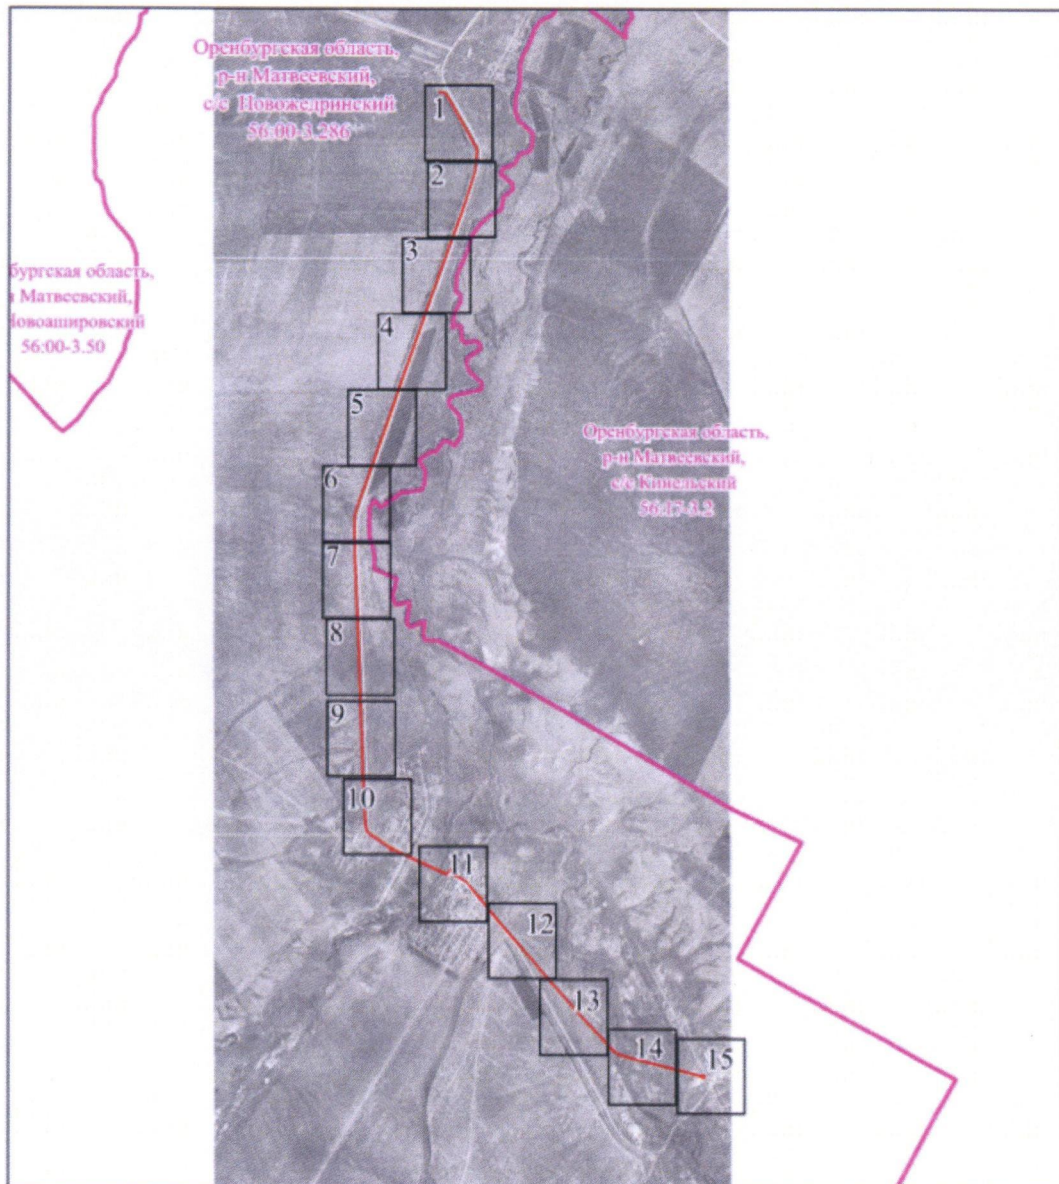 Оренбургская область,
р-н Матвеевский,
с/с Новожедринский
56:00-3.286
1
2
3
бургская область,
н Матвеевский,
Новоашировский
56:00-3.50
4
5
Оренбургская область,
р-н Матвеевский,
с/с Кинельский
56:17-3.2
6
7
8
9
10
11
12
13
14
15